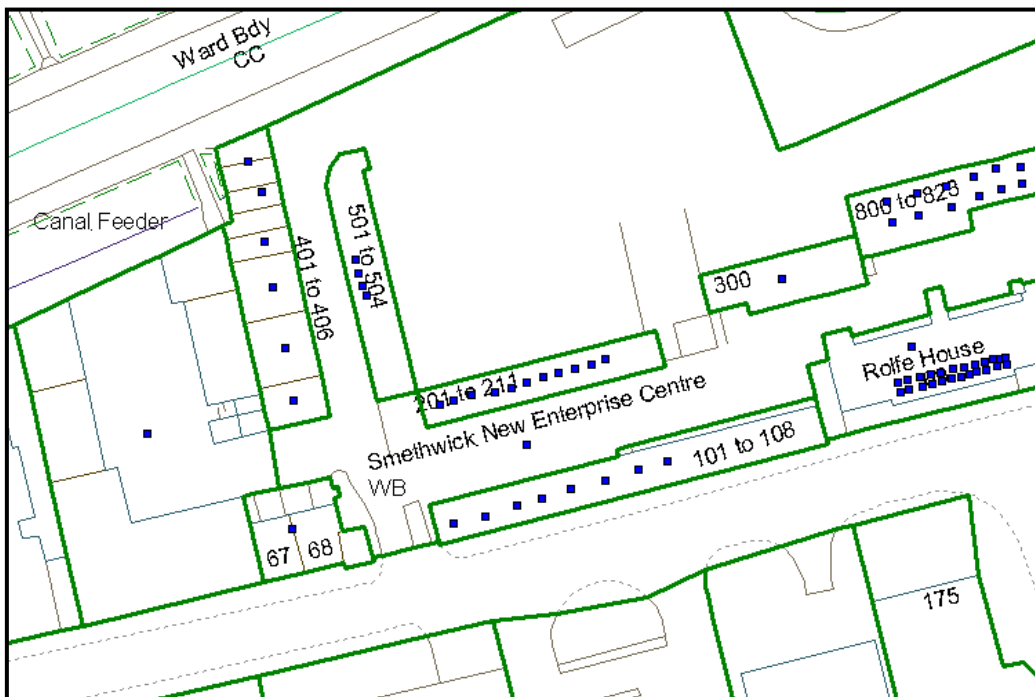 Ward Bdy
CC
Canal Feeder
800 to 823
501 to 504
401 to 406
300
Rolfe House
201 to 211
Smethwick New Enterprise Centre
101 to 108
WB
67
68
175